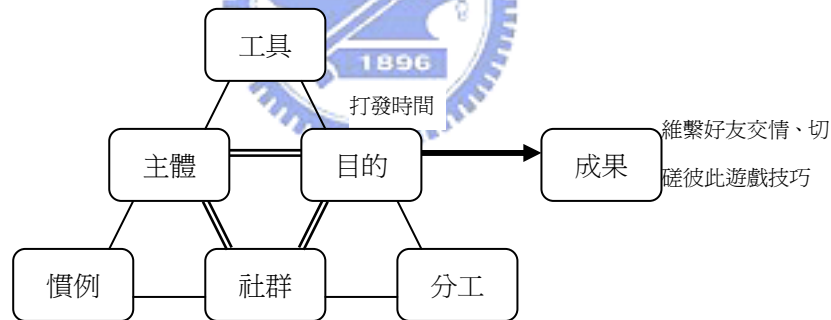 工具
1896
打發時間
維繫好友交情、切
主體
目的
成果
磋彼此遊戲技巧
慣例
社群
分工